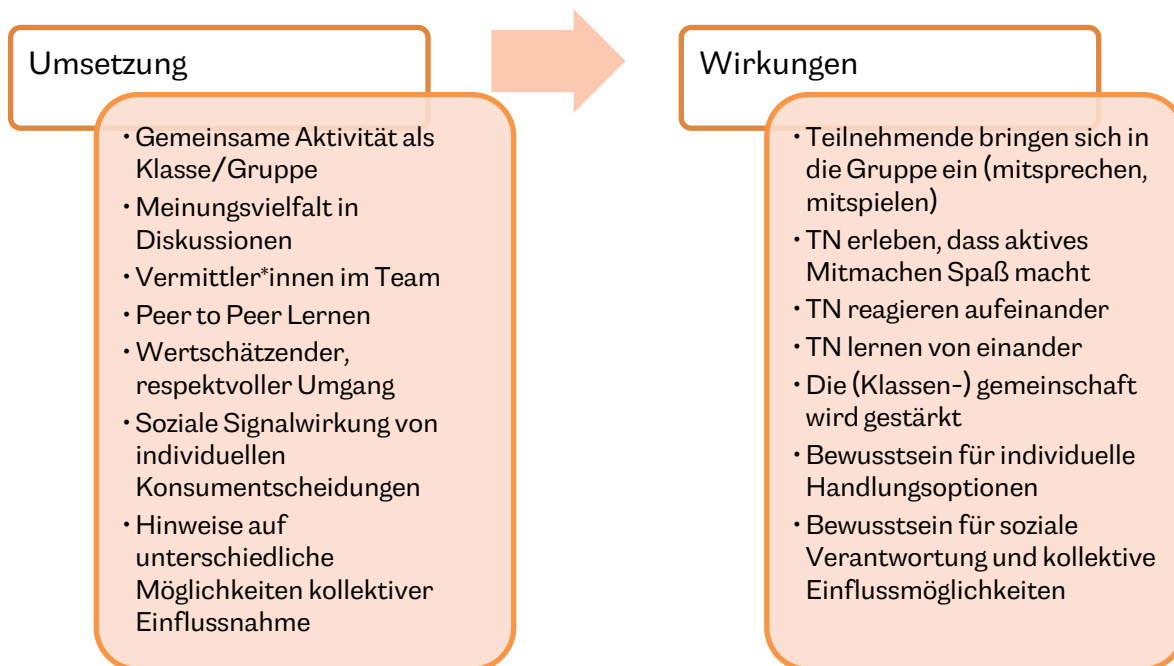 Umsetzung
• Gemeinsame Aktivität als
Klasse/Gruppe
• Meinungsvielfalt in
Diskussionen
• Vermittler*innen im Team
• Peer to Peer Lernen
• Wertschätzender,
respektvoller Umgang
• Soziale Signalwirkung von
individuellen
Konsumentscheidungen
• Hinweise auf
unterschiedliche
Möglichkeiten kollektiver
Einflussnahme
Wirkungen
• Teilnehmende bringen sich in
die Gruppe ein (mitsprechen,
mitspielen)
• TN erleben, dass aktives
Mitmachen Spaß macht
• TN reagieren aufeinander
• TN lernen von einander
• Die (Klassen-) gemeinschaft
wird gestärkt
• Bewusstsein für individuelle
Handlungsoptionen
• Bewusstsein für soziale
Verantwortung und kollektive
Einflussmöglichkeiten